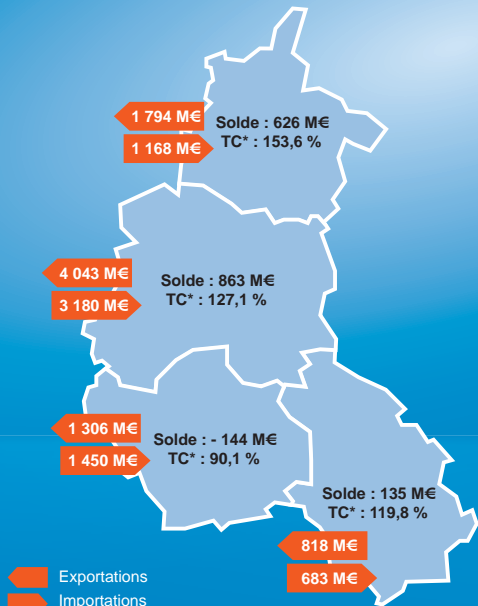 1 794 M€
Solde : 626 M€
1 168 M€
TC* : 153,6 %
4 043 M€
Solde : 863 M€
3 180 M€
TC* : 127,1 %
1 306 M€
Solde : - 144 M€
1 450 M€
TC* : 90,1 %
Solde : 135 M€
TC* : 119,8 %
818 M€
683 M€
Exportations
Importations